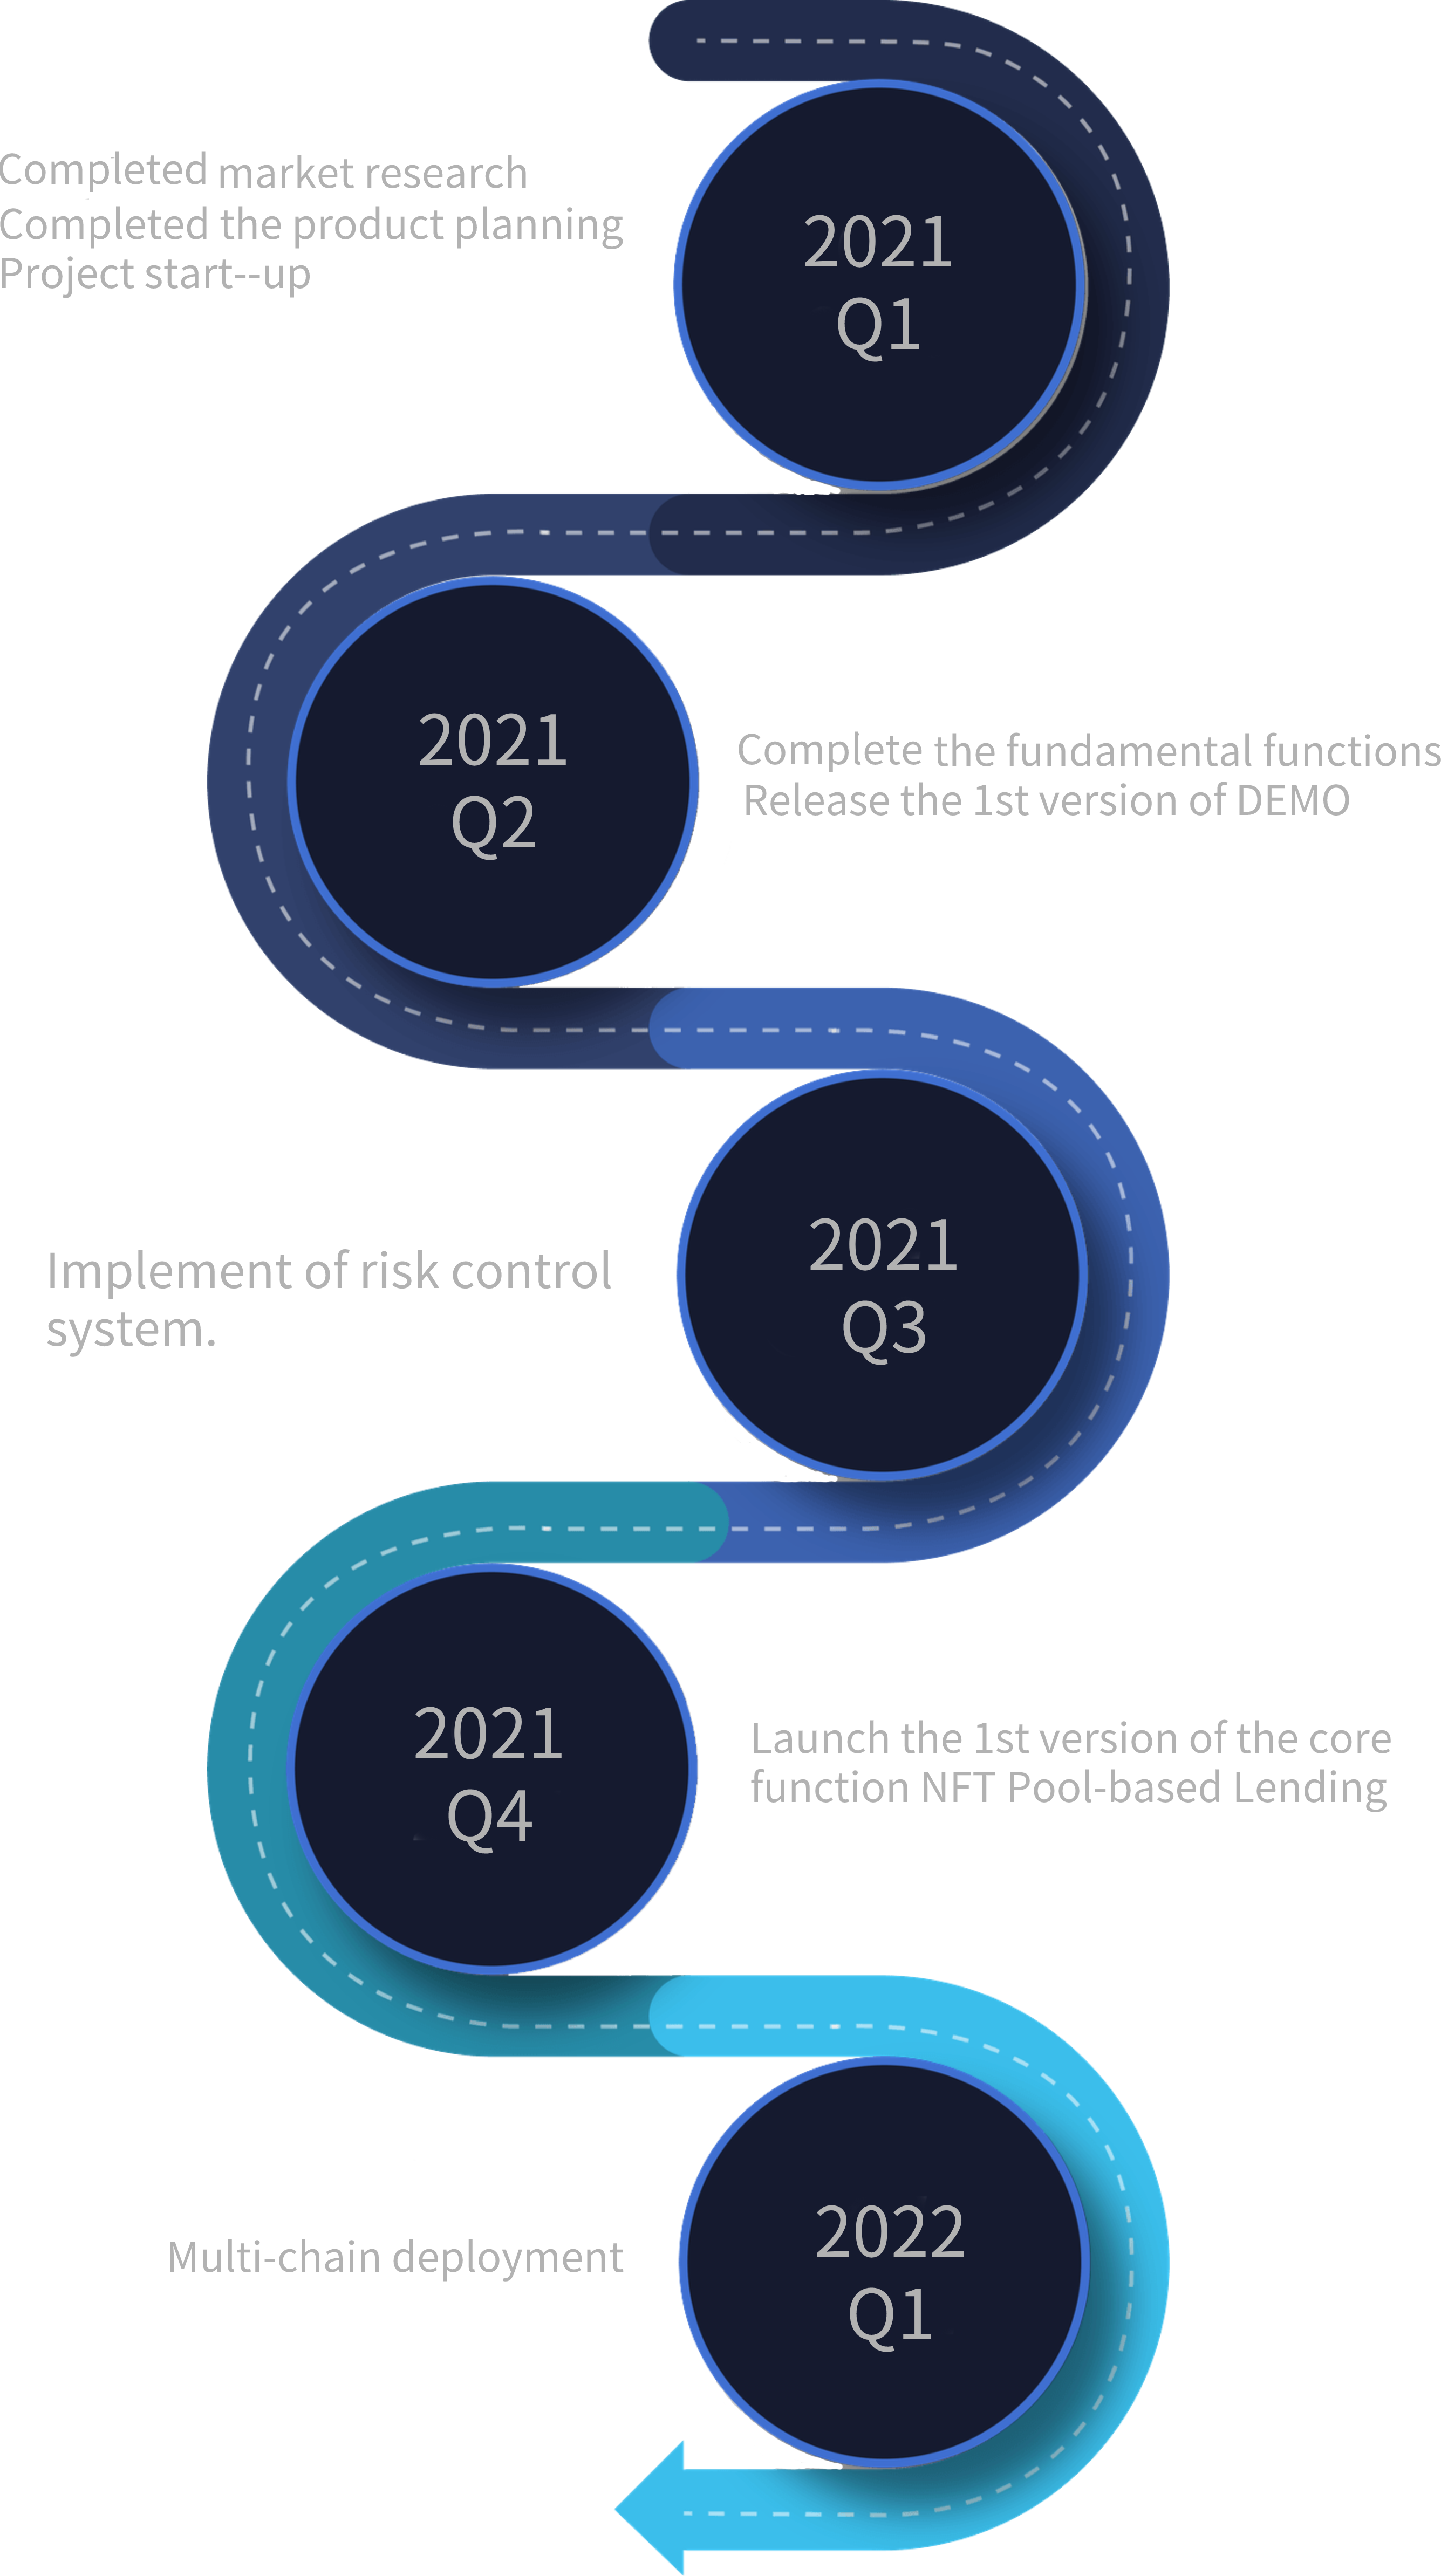 Completed market research
Completed the product planning
Project start--up
2021
Q1
2021
Q2
Complete the fundamental functions
Release the 1st version of DEMO
Implement of risk control
system.
2021
Q3
2021
Q4
Launch the 1st version of the core
function NFT Pool-based Lending
Multi-chain deployment
2022
Q1